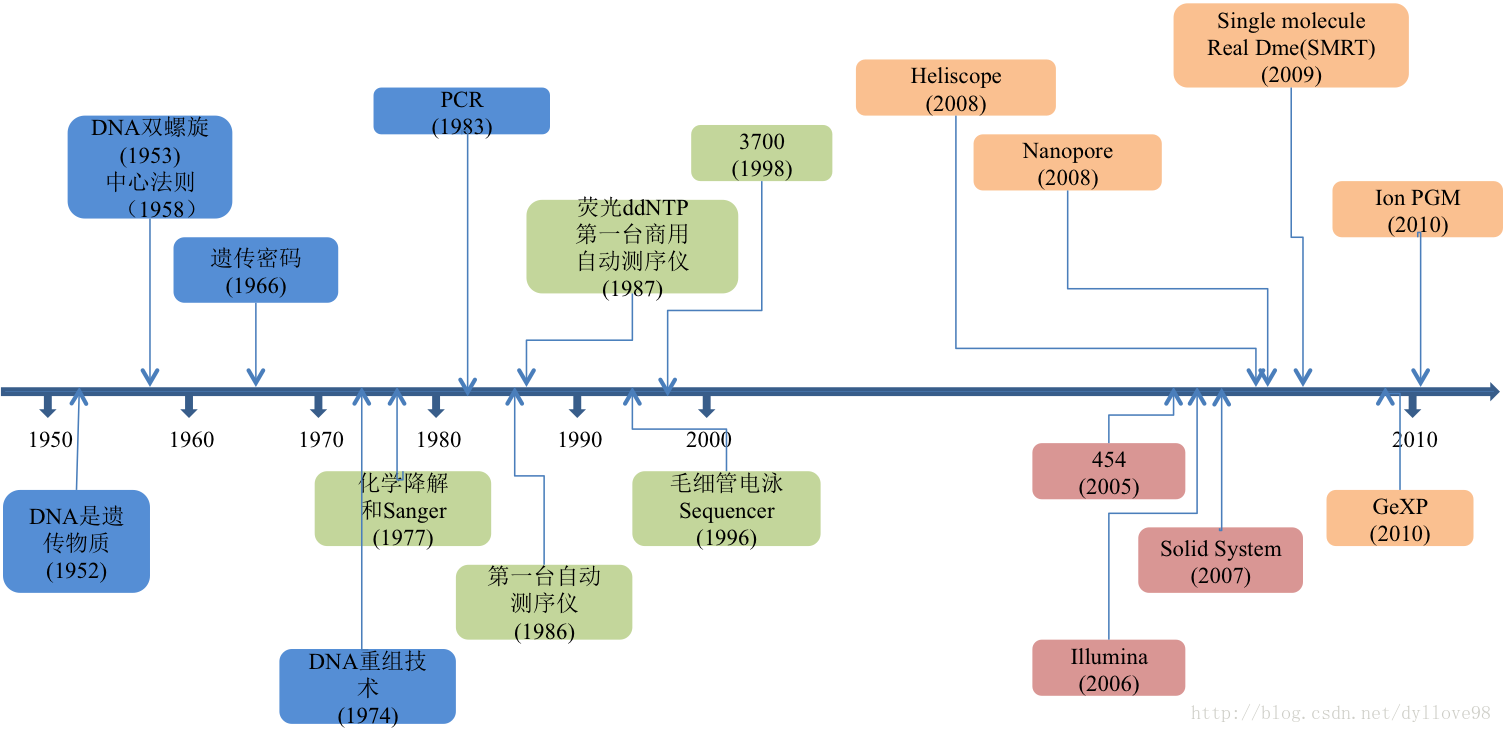 Single molecule
Real Dme(SMRT)
(2009)
Heliscope
(2008)
PCR
(1983)
DNA双螺旋
(1953)
中心法则
（1958）
3700
(1998)
Nanopore
(2008)
Ion PGM
(2010)
荧光ddNTP
第一台商用
自动测序仪
(1987)
遗传密码
(1966)
1950
1960
1970
1980
1990
2000
2010
454
(2005)
化学降解
和Sanger
(1977)
毛细管电泳
Sequencer
(1996)
DNA是遗
传物质
(1952)
GeXP
(2010)
Solid System
(2007)
第一台自动
测序仪
(1986)
Illumina
(2006)
DNA重组技
术
(1974)
http://blog.csdn.net/dyllove98